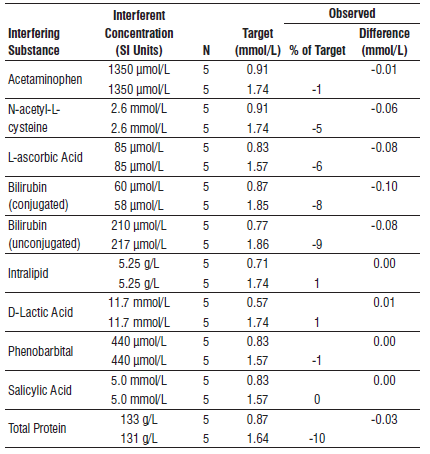 Observed
Interfering Substance Interferent Concentration (SI Units) N Target (mmol/L) % of Target Difference (mmol/L)
Acetaminophen 1350 µmol/L 5 0.91 -0.01
1350 µmol/L 5 1.74 -1
N-acetyl-L- 2.6 mmol/L 5 0.91 -0.06
cysteine 2.6 mmol/L 5 1.74 -5
L-ascorbic Acid 85 µmol/L 5 0.83 -0.08
85 µmol/L 5 1.57 -6
Bilirubin 60 µmol/L 5 0.87 -0.10
(conjugated) 58 µmol/L 5 1.85 -8
Bilirubin 210 µmol/L 5 0.77 -0.08
(unconjugated) 217 µmol/L 5 1.86 -9
Intralipid 5.25 g/L 5 0.71 0.00
5.25 g/L 5 1.74 1
D-Lactic Acid 11.7 mmol/L 5 0.57 0.01
11.7 mmol/L 5 1.74 1
Phenobarbital 440 µmol/L 5 0.83 0.00
440 µmol/L 5 1.57 -1
Salicylic Acid 5.0 mmol/L 5 0.83 0.00
5.0 mmol/L 5 1.57 0
Total Protein 133 g/L 5 0.87 -0.03
131 g/L 5 1.64 -10